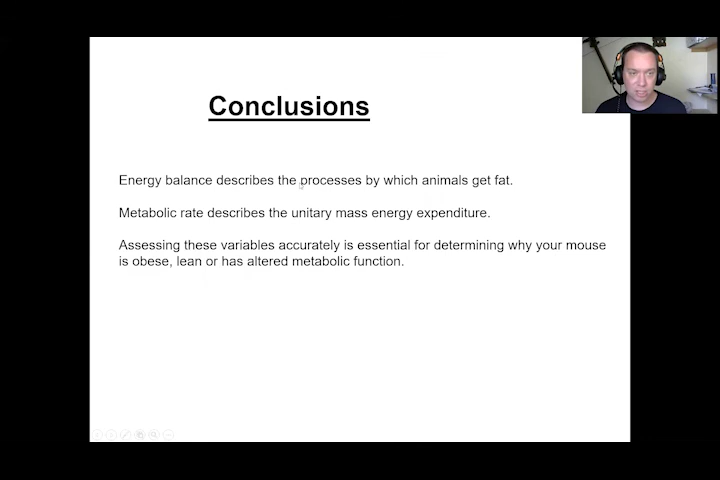 Conclusions
Energy balance describes the processes by which animals get fat.
Metabolic rate describes the unitary mass energy expenditure.
Assessing these variables accurately is essential for determining why your mouse
is obese, lean or has altered metabolic function.